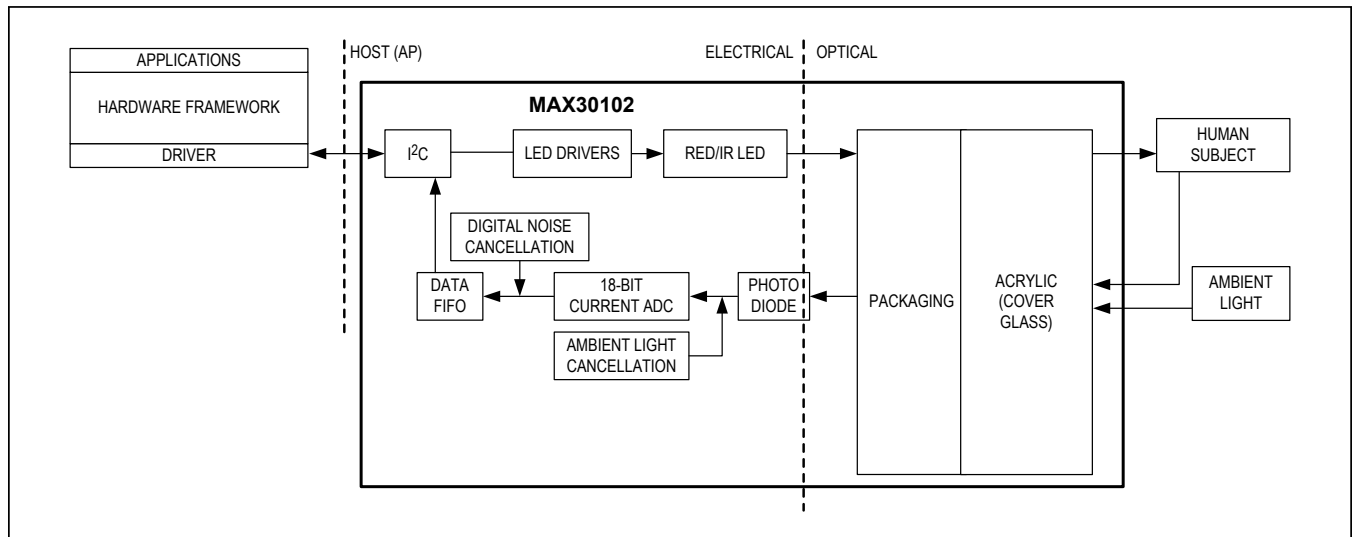 HOST (AP)
ELECTRICAL
OPTICAL
APPLICATIONS
HARDWARE FRAMEWORK
DRIVER
MAX30102
I²C
LED DRIVERS
RED/IR LED
HUMAN
SUBJECT
DIGITAL NOISE
CANCELLATION
DATA
FIFO
18-BIT
CURRENT ADC
PHOTO
DIODE
PACKAGING
ACRYLIC
(COVER
GLASS)
AMBIENT
LIGHT
AMBIENT LIGHT
CANCELLATION